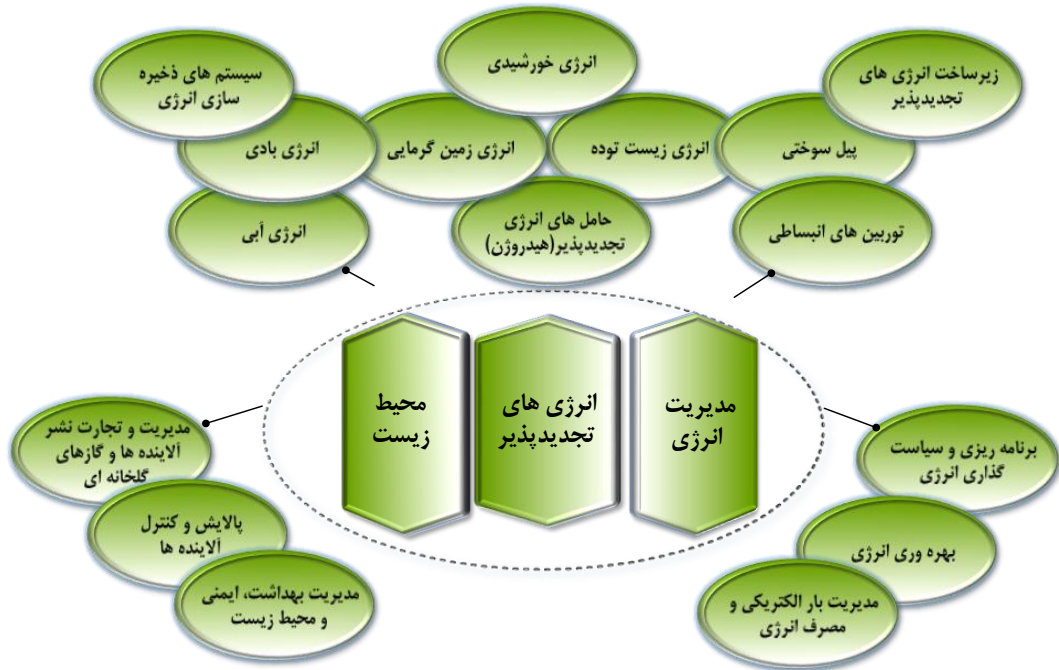 انرژی خورشیدی
زیرساخت انرژی های
تجدیدپذیر
سیستم های ذخیره
سازی انرژی
پیل سوختی
انرژی زیست توده
انرژی زمین گرمایی
انرژی بادی
توربین های انبساطی
حامل های انرژی
تجدیدپذیر(هیدروژن)
انرژی آبی
مدیریت
انرژی
انرژی های
تجدیدپذیر
محیط
زیست
برنامه ریزی و سیاست
گذاری انرژی
بهره وری انرژی
مدیریت بار الکتریکی و
مصرف انرژی
مدیریت و تجارت نشر
آلاینده ها و گازهای
گلخانه ای
پالایش و کنترل
آلاینده ها
مدیریت بهداشت، ایمنی
و محیط زیست